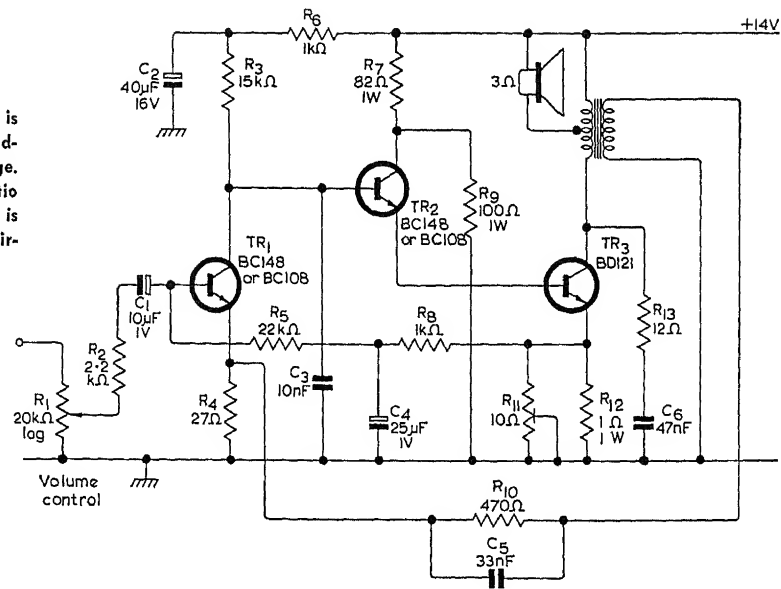 is
d-
ge.
tio
is
ir-
+14V
R6
1kΩ
C2
40µF
16V
R3
15kΩ
R7
82Ω
1W
3Ω
TR2
BC148
or BC108
R9
100Ω
1W
TR1
BC148
or BC108
TR3
BD121
C1
10µF
1V
R5
22kΩ
R8
1kΩ
R13
12Ω
R2
2·2
kΩ
R1
20kΩ
log
R4
27Ω
C3
10nF
C4
25µF
1V
R11
10Ω
R12
1Ω
1W
C6
47nF
Volume
control
R10
470Ω
C5
33nF